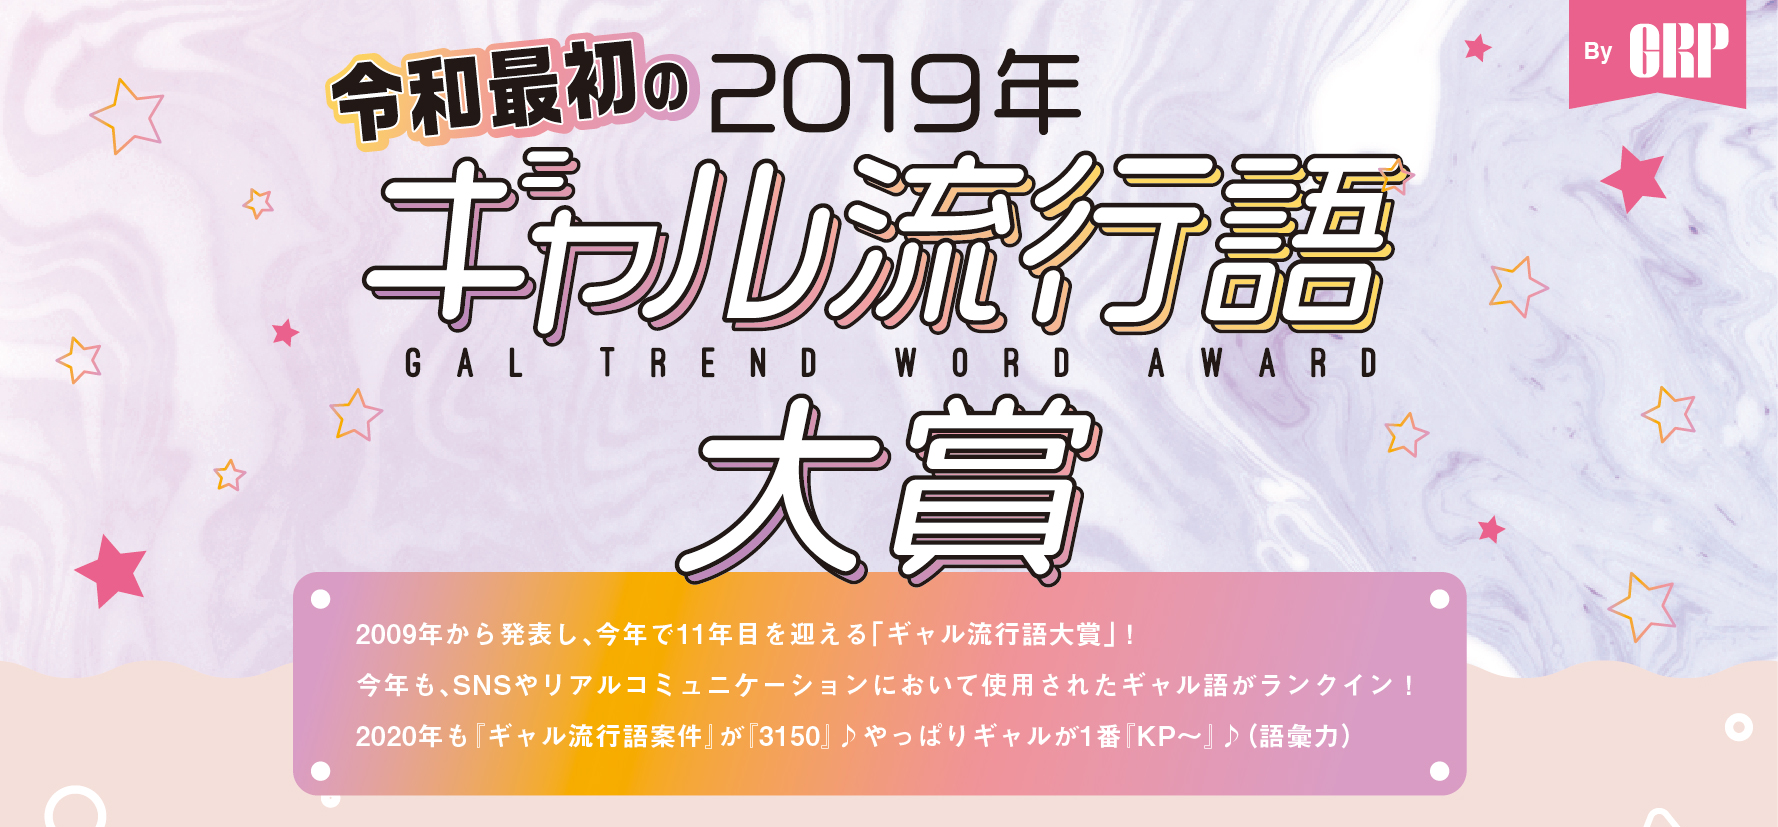 By GRP
令和最初の2019年
ギャル流行語
GAL TREND WORD AWARD
大賞
2009年から発表し、今年で11年目を迎える「ギャル流行語大賞」！
今年も、SNSやリアルコミュニケーションにおいて使用されたギャル語がランクイン！
2020年も『ギャル流行語案件』が『3150』♪やっぱりギャルが1番『KP〜』♪（語彙力）